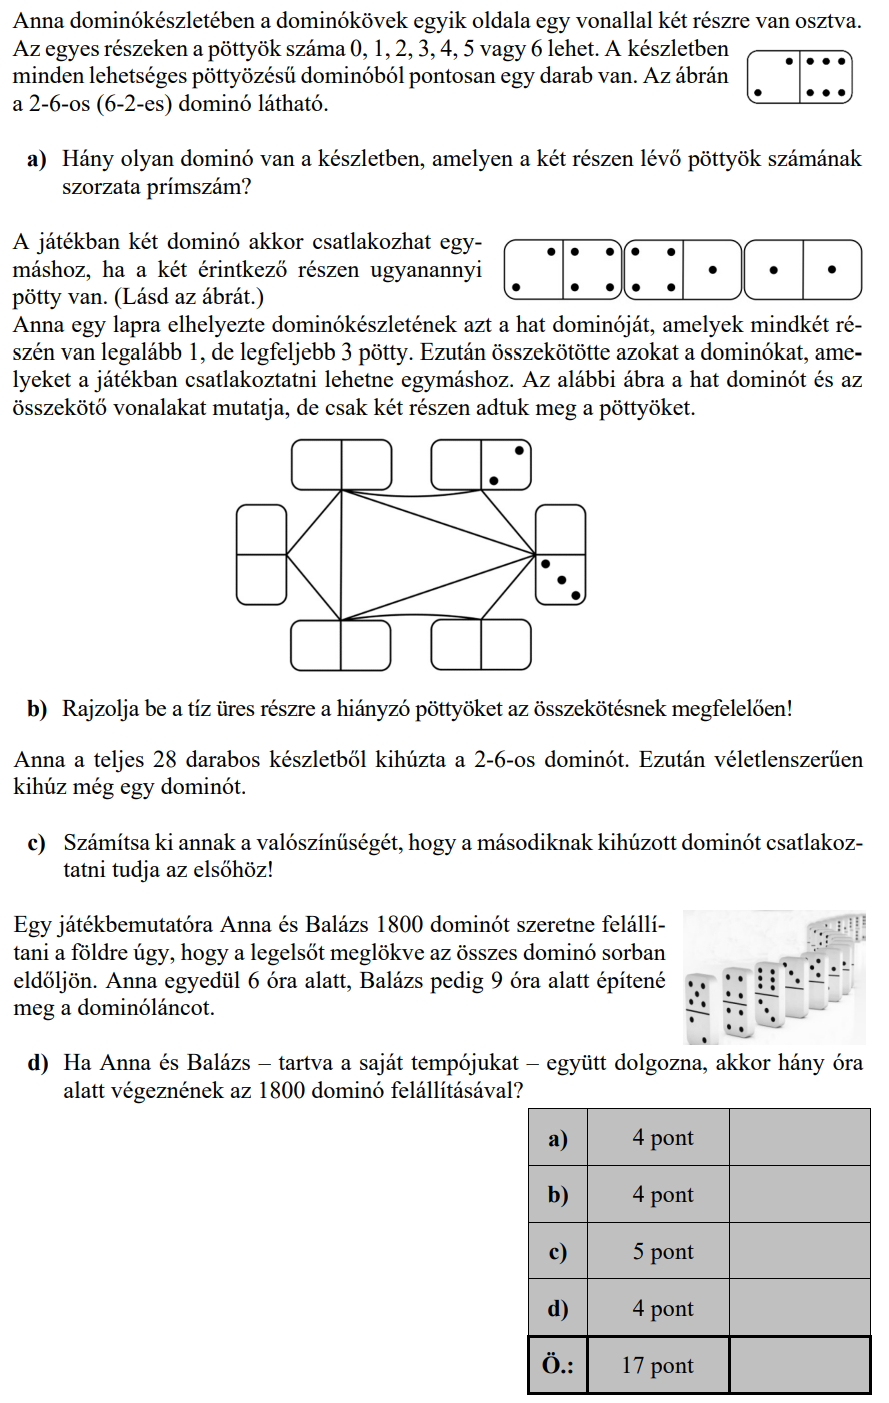 Anna dominókészletében a dominókövek egyik oldala egy vonallal két részre van osztva.
Az egyes részeken a pöttyök száma 0, 1, 2, 3, 4, 5 vagy 6 lehet. A készletben
minden lehetséges pöttyözésű dominóból pontosan egy darab van. Az ábrán
a 2-6-os (6-2-es) dominó látható.
a) Hány olyan dominó van a készletben, amelyen a két részen lévő pöttyök számának
szorzata prímszám?
A játékban két dominó akkor csatlakozhat egy-
máshoz, ha a két érintkező részen ugyanannyi
pötty van. (Lásd az ábrát.)
Anna egy lapra elhelyezte dominókészletének azt a hat dominóját, amelyek mindkét ré-
szén van legalább 1, de legfeljebb 3 pötty. Ezután összekötötte azokat a dominókat, ame-
lyeket a játékban csatlakoztatni lehetne egymáshoz. Az alábbi ábra a hat dominót és az
összekötő vonalakat mutatja, de csak két részen adtuk meg a pöttyöket.
b) Rajzolja be a tíz üres részre a hiányzó pöttyöket az összekötésnek megfelelően!
Anna a teljes 28 darabos készletből kihúzta a 2-6-os dominót. Ezután véletlenszerűen
kihúz még egy dominót.
c) Számítsa ki annak a valószínűségét, hogy a másodiknak kihúzott dominót csatlakoz-
tatni tudja az elsőhöz!
Egy játékbemutatóra Anna és Balázs 1800 dominót szeretne felállí-
tani a földre úgy, hogy a legelsőt meglökve az összes dominó sorban
eldőljön. Anna egyedül 6 óra alatt, Balázs pedig 9 óra alatt építené
meg a dominóláncot.
d) Ha Anna és Balázs – tartva a saját tempójukat – együtt dolgozna, akkor hány óra
alatt végeznének az 1800 dominó felállításával?
a) 4 pont
b) 4 pont
c) 5 pont
d) 4 pont
Ö.: 17 pont